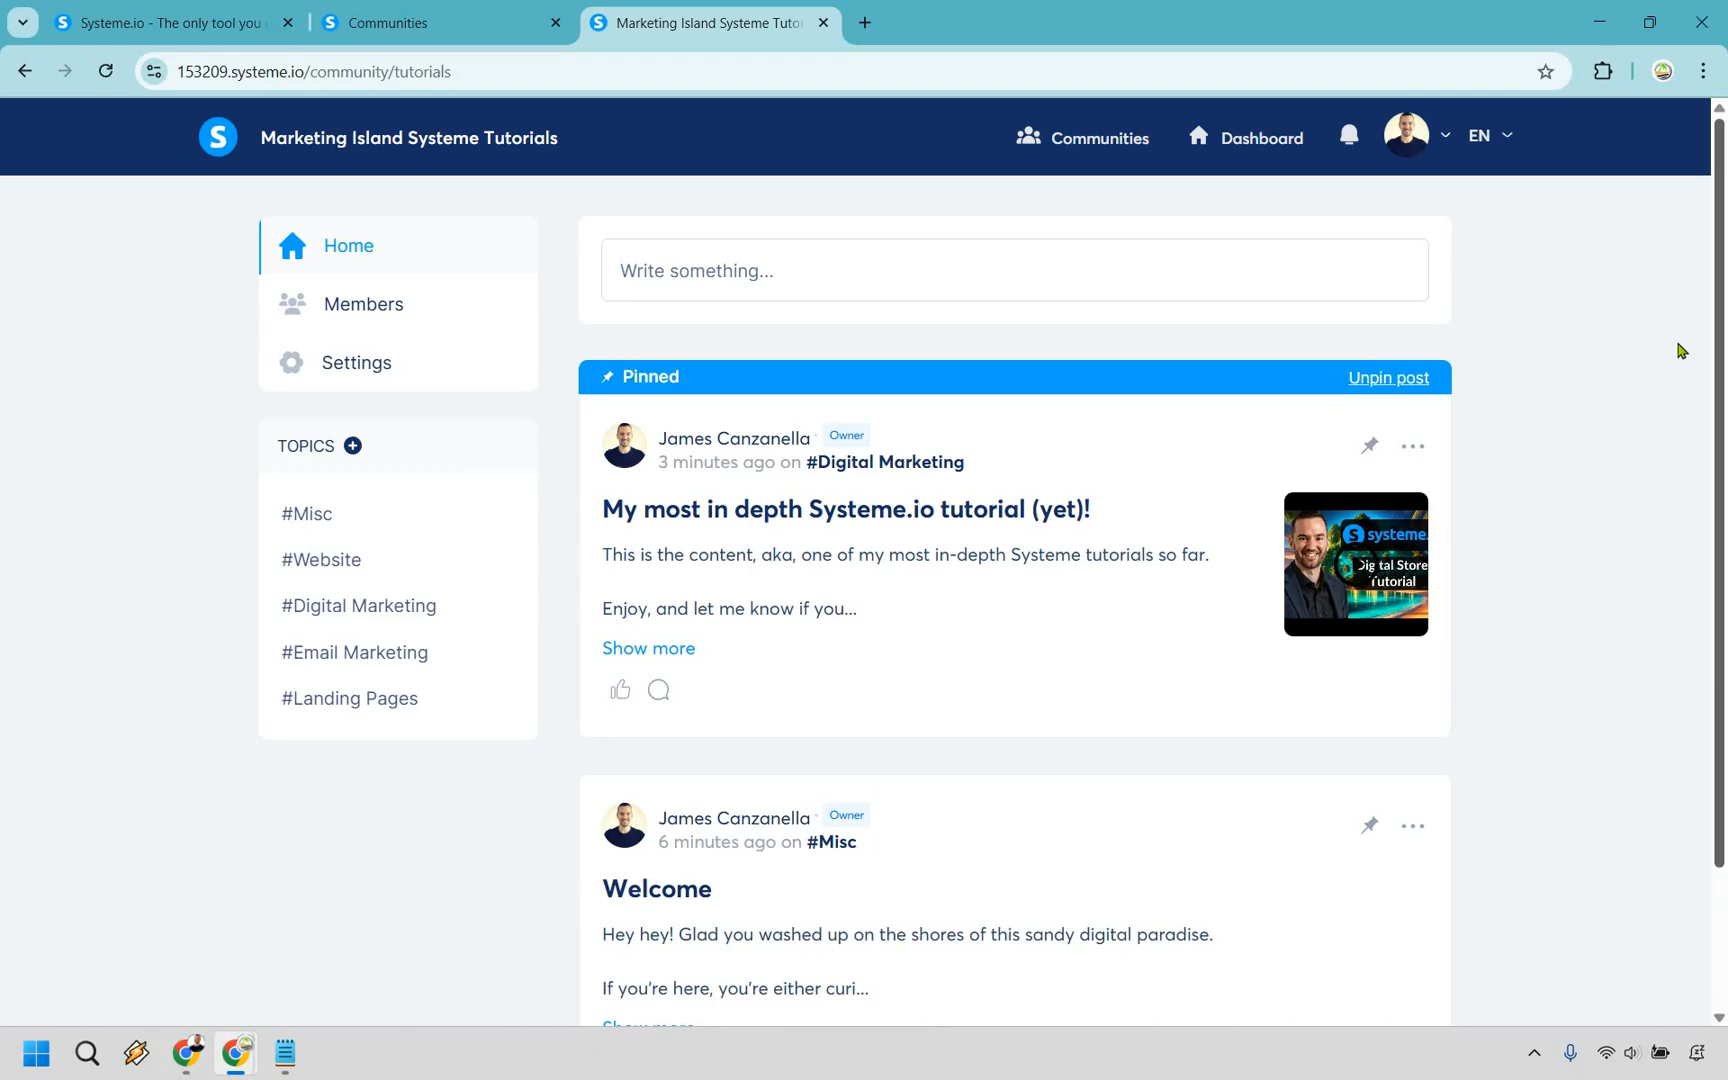 Systeme.io - The only tool you
Communities
Marketing Island Systeme Tuto
153209.systeme.io/community/tutorials
S Marketing Island Systeme Tutorials
Communities
Dashboard
EN
Home
Members
Settings
TOPICS
#Misc
#Website
#Digital Marketing
#Email Marketing
#Landing Pages
Write something...
Pinned
Unpin post
James Canzanella · Owner
3 minutes ago on #Digital Marketing
My most in depth Systeme.io tutorial (yet)!
This is the content, aka, one of my most in-depth Systeme tutorials so far.
Enjoy, and let me know if you...
Show more
S systeme.
Digital Store
Tutorial
James Canzanella · Owner
6 minutes ago on #Misc
Welcome
Hey hey! Glad you washed up on the shores of this sandy digital paradise.
If you're here, you're either curi...
Show more